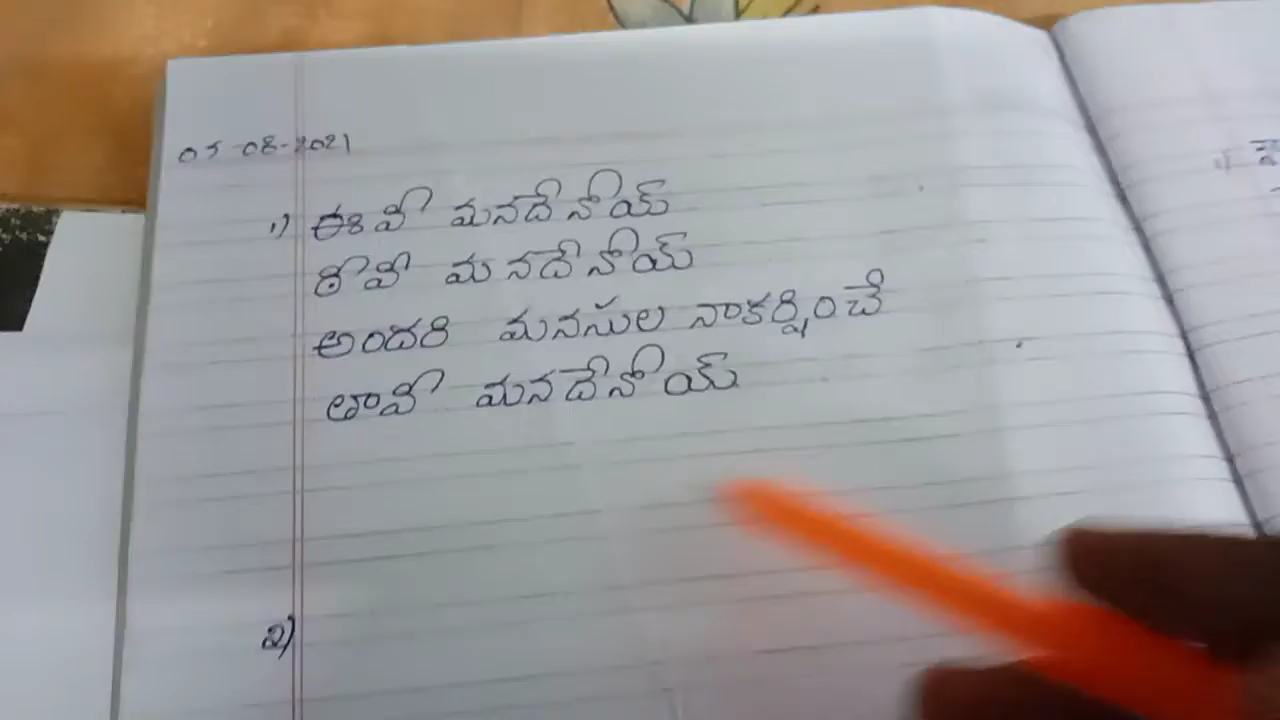 05-08-2021
1) ఈవి మనదేనోయ్
ఠీవి మనదేనోయ్
అందరి మనసుల నాకర్షించే
తావి మనదేనోయ్
2)